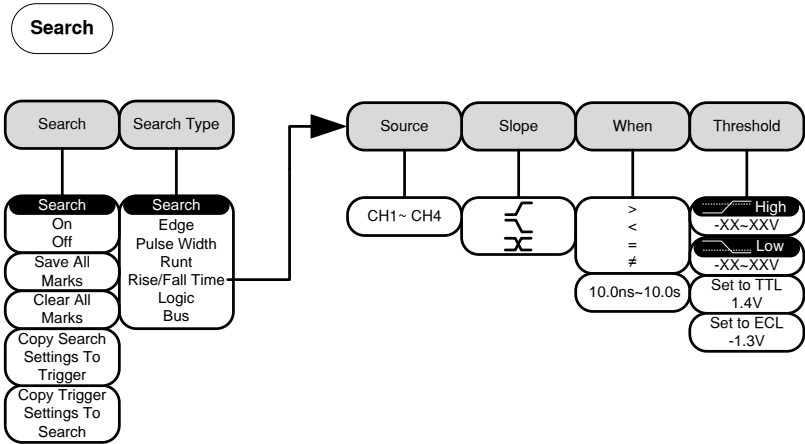 Search
Search
Search Type
Source
Slope
When
Threshold
Search
On
Off
Save All
Marks
Clear All
Marks
Copy Search
Settings To
Trigger
Copy Trigger
Settings To
Search
Search
Edge
Pulse Width
Runt
Rise/Fall Time
Logic
Bus
CH1~ CH4
>
<
=
≠
10.0ns~10.0s
High
-XX~XXV
Low
-XX~XXV
Set to TTL
1.4V
Set to ECL
-1.3V